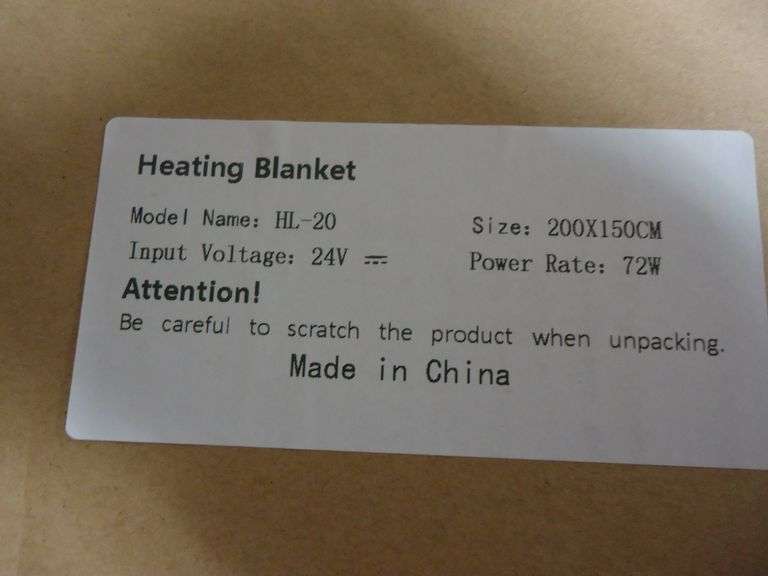 Heating Blanket
Model Name: HL-20 Size: 200X150CM
Input Voltage: 24V ⎓ Power Rate: 72W
Attention!
Be careful to scratch the product when unpacking.
Made in China